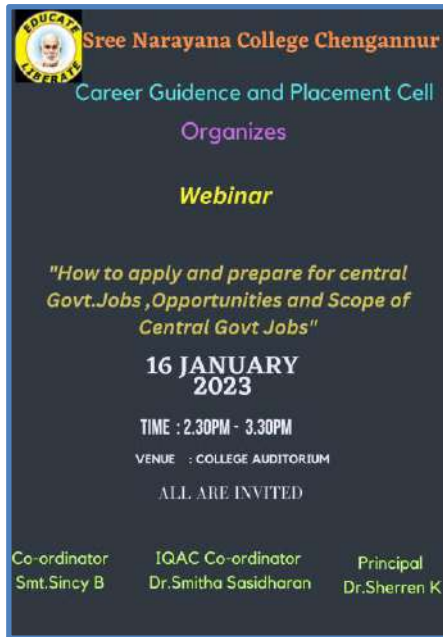 EDUCATE
LIBERATE
Sree Narayana College Chengannur
Career Guidence and Placement Cell
Organizes
Webinar
"How to apply and prepare for central
Govt.Jobs ,Opportunities and Scope of
Central Govt Jobs"
16 JANUARY
2023
TIME : 2.30PM - 3.30PM
VENUE : COLLEGE AUDITORIUM
ALL ARE INVITED
Co-ordinator
Smt.Sincy B
IQAC Co-ordinator
Dr.Smitha Sasidharan
Principal
Dr.Sherren K